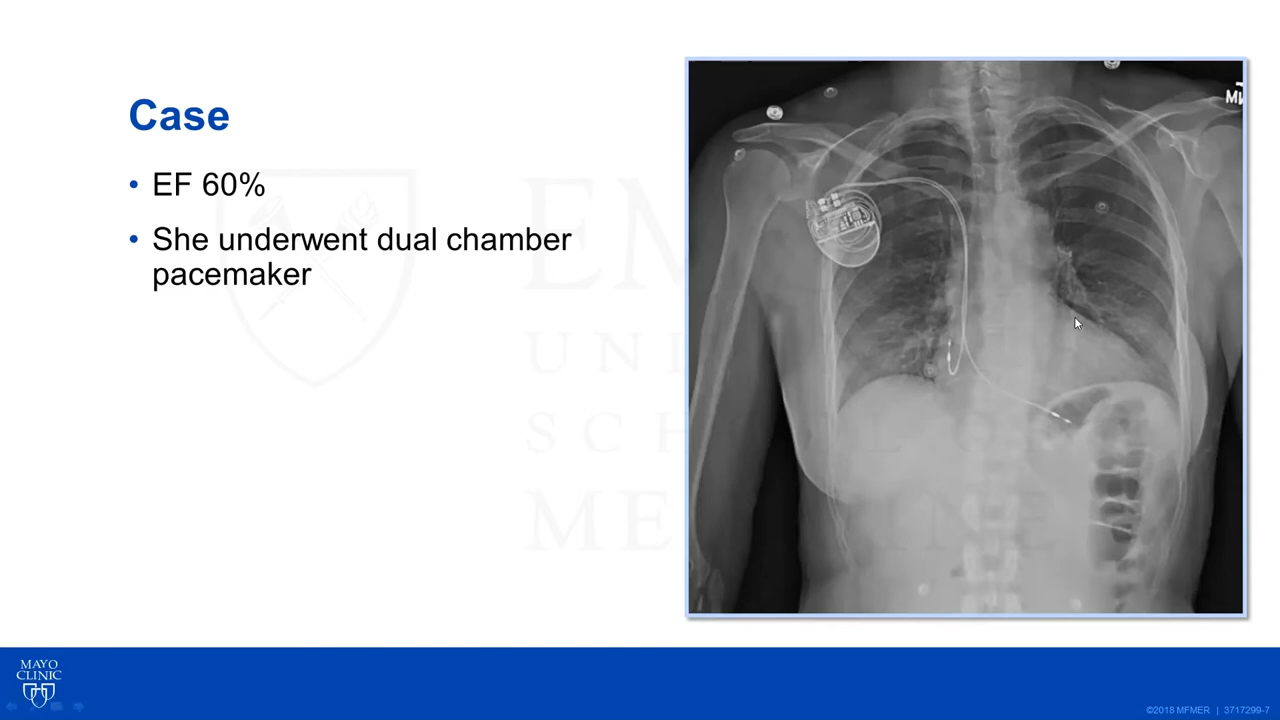 Case
• EF 60%
• She underwent dual chamber
pacemaker
MAYO
CLINIC
©2018 MFMER | 3717299-7